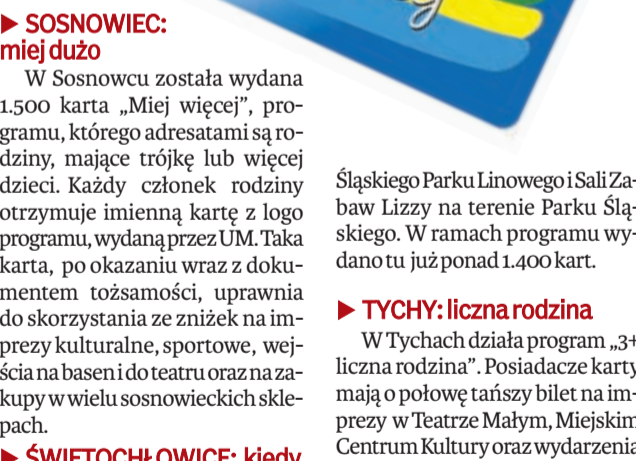 ▶ SOSNOWIEC:
miej dużo
W Sosnowcu została wydana
1.500 karta „Miej więcej”, pro-
gramu, którego adresatami są ro-
dziny, mające trójkę lub więcej
dzieci. Każdy członek rodziny
otrzymuje imienną kartę z logo
programu, wydaną przez UM. Taka
karta, po okazaniu wraz z doku-
mentem tożsamości, uprawnia
do skorzystania ze zniżek na im-
prezy kulturalne, sportowe, wej-
ścia na basen i do teatru oraz na za-
kupy w wielu sosnowieckich skle-
pach.
▶ ŚWIĘTOCHŁOWICE: kiedy
Śląskiego Parku Linowego i Sali Za-
baw Lizzy na terenie Parku Ślą-
skiego. W ramach programu wy-
dano tu już ponad 1.400 kart.
▶ TYCHY: liczna rodzina
W Tychach działa program „3+
liczna rodzina”. Posiadacze karty
mają o połowę tańszy bilet na im-
prezy w Teatrze Małym, Miejskim
Centrum Kultury oraz wydarzenia